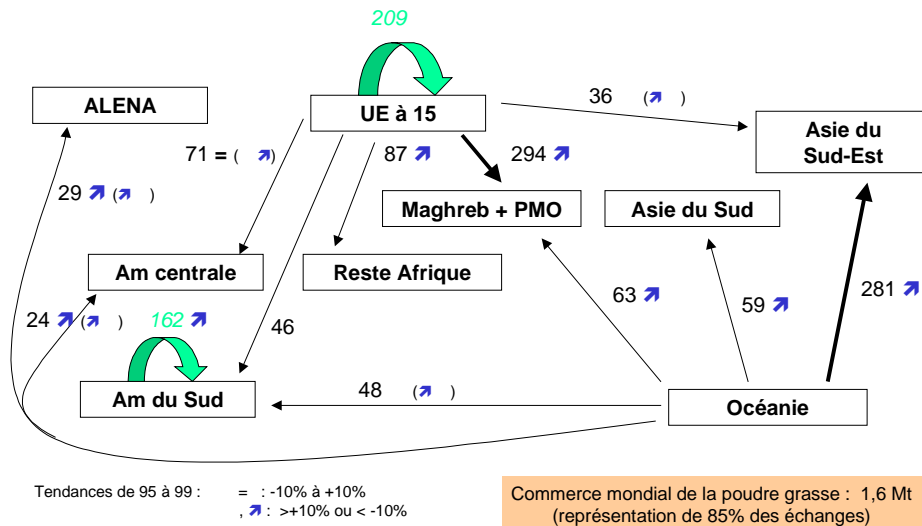 209
ALENA
UE à 15
36 (↗ )
Asie du
Sud-Est
71 = ( ↗)
87 ↗
294 ↗
29 ↗ (↗ )
Maghreb + PMO
Asie du Sud
Am centrale
Reste Afrique
63 ↗
59 ↗
281 ↗
24 ↗ (↗ )
162 ↗
46
Am du Sud
48 (↗ )
Océanie
Tendances de 95 à 99 : = : -10% à +10%
, ↗ : >+10% ou < -10%
Commerce mondial de la poudre grasse : 1,6 Mt
(représentation de 85% des échanges)